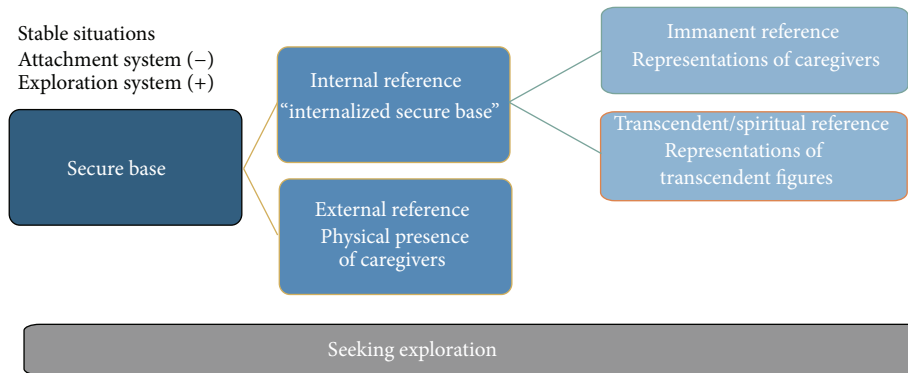 Stable situations
Attachment system (−)
Exploration system (+)
Secure base
Internal reference
“internalized secure base”
External reference
Physical presence
of caregivers
Immanent reference
Representations of caregivers
Transcendent/spiritual reference
Representations of
transcendent figures
Seeking exploration